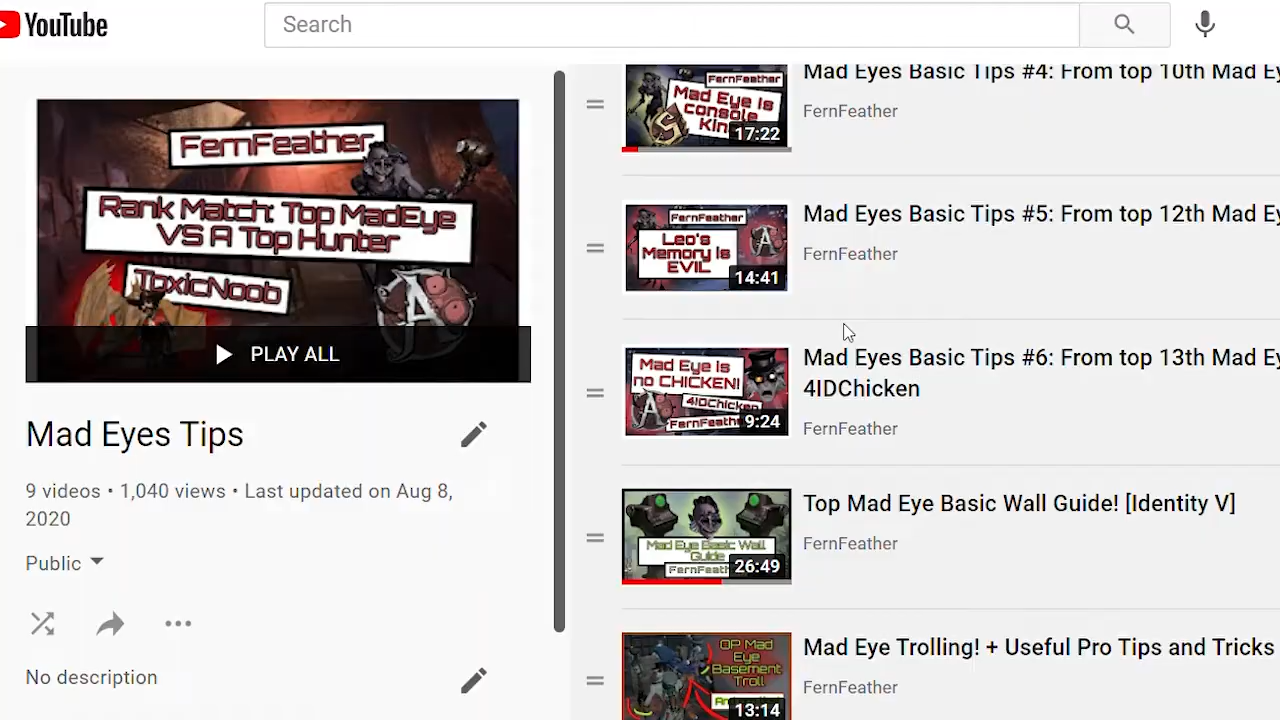 YouTube
Search
FernFeather
Rank Match: Top MadEye
VS A Top Hunter
ToxicNoob
PLAY ALL
Mad Eyes Tips
9 videos • 1,040 views • Last updated on Aug 8,
2020
Public
No description
FernFeather
Mad Eye Is
console
17:22
Mad Eyes Basic Tips #4: From top 10th Mad Ey
FernFeather
FernFeather
Leo's
Memory is
EVIL
14:41
Mad Eyes Basic Tips #5: From top 12th Mad Ey
FernFeather
Mad Eye Is
no CHICKEN!
4IDChicken
FernFeath
9:24
Mad Eyes Basic Tips #6: From top 13th Mad Ey
4IDChicken
FernFeather
Mad Eye Basic Wall
Guide
FernFeath
26:49
Top Mad Eye Basic Wall Guide! [Identity V]
FernFeather
OP Mad
Eye
Basement
Troll
13:14
Mad Eye Trolling! + Useful Pro Tips and Tricks
FernFeather